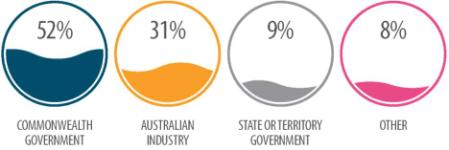 52%
31%
9%
8%
COMMONWEALTH
GOVERNMENT
AUSTRALIAN
INDUSTRY
STATE OR TERRITORY
GOVERNMENT
OTHER